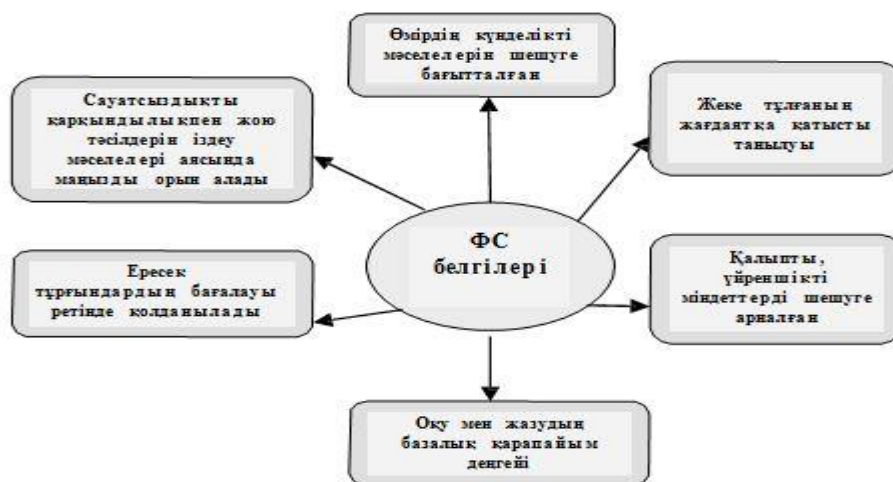 Өмірдің күнделікті
мәселелерін шешуге
бағытталған
Сауатсыздықты
қарқындылықпен жою
тәсілдерін іздеу
мәселелері аясында
маңызды орын алады
Жеке тұлғаның
жағдаятқа қатысты
танылуы
ФС
белгілері
Ересек
тұрғындардың бағалауы
ретінде қолданылады
Қалыпты,
үйреншікті
міндеттерді шешуге
арналған
Оқу мен жазудың
базалық қарапайым
деңгейі